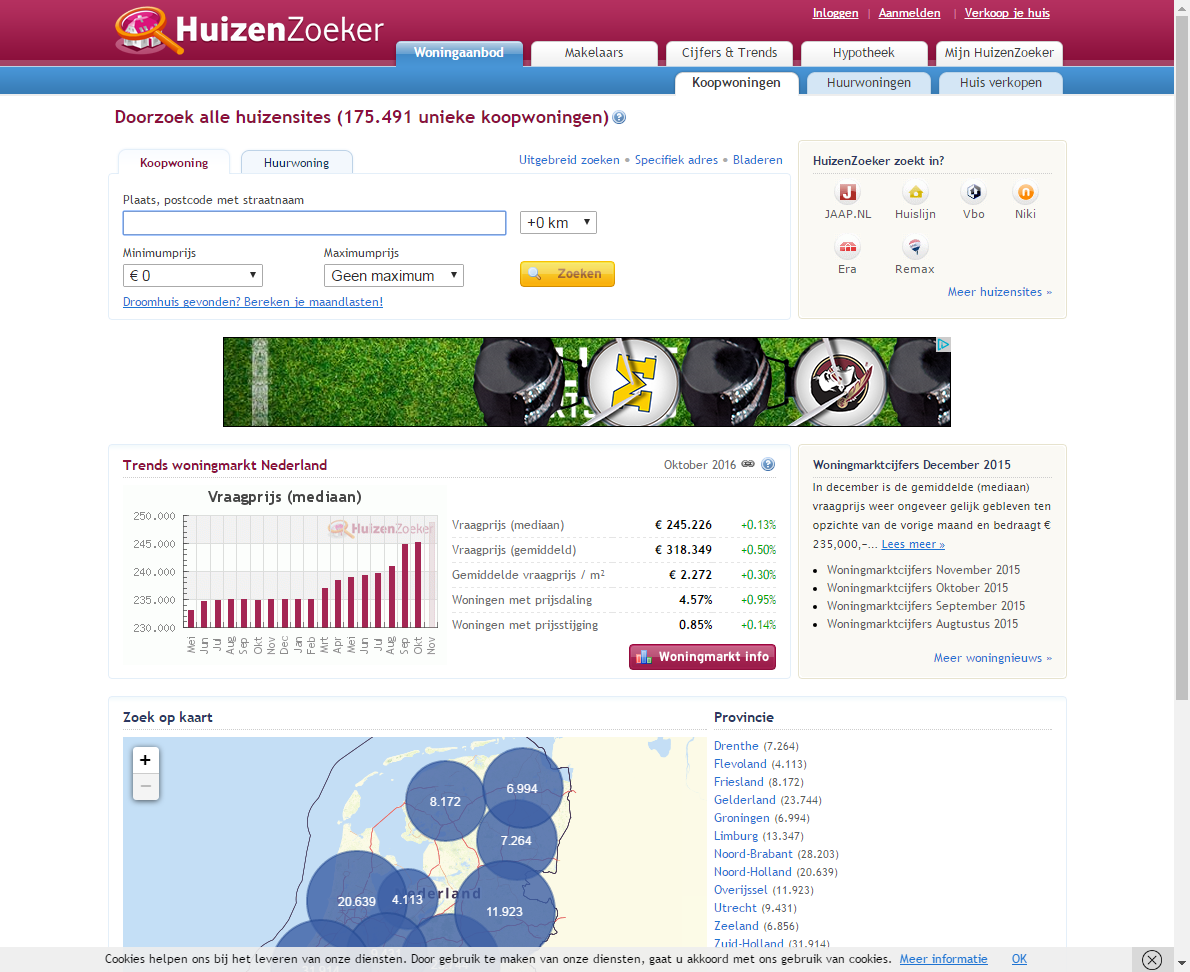 Inloggen | Aanmelden | Verkoop je huis
HuizenZoeker
Woningaanbod Makelaars Cijfers & Trends Hypotheek Mijn HuizenZoeker
Koopwoningen Huurwoningen Huis verkopen
Doorzoek alle huizensites (175.491 unieke koopwoningen) ?
Koopwoning Huurwoning
Uitgebreid zoeken • Specifiek adres • Bladeren
Plaats, postcode met straatnaam
+0 km
Minimumprijs Maximumprijs
€ 0 Geen maximum Zoeken
Droomhuis gevonden? Bereken je maandlasten!
HuizenZoeker zoekt in?
JAAP.NL Huislijn Vbo Niki
Era Remax
Meer huizensites »
Trends woningmarkt Nederland Oktober 2016 ?
Vraagprijs (mediaan)
HuizenZoeker
250.000
245.000
240.000
235.000
230.000
Mei Jun Jul Aug Sep Okt Nov Dec Jan Feb Mrt Apr Mei Jun Jul Aug Sep Okt Nov
Vraagprijs (mediaan) € 245.226 +0.13%
Vraagprijs (gemiddeld) € 318.349 +0.50%
Gemiddelde vraagprijs / m² € 2.272 +0.30%
Woningen met prijsdaling 4.57% +0.95%
Woningen met prijsstijging 0.85% +0.14%
Woningmarkt info
Woningmarktcijfers December 2015
In december is de gemiddelde (mediaan)
vraagprijs weer ongeveer gelijk gebleven ten
opzichte van de vorige maand en bedraagt €
235,000,-... Lees meer »
• Woningmarktcijfers November 2015
• Woningmarktcijfers Oktober 2015
• Woningmarktcijfers September 2015
• Woningmarktcijfers Augtustus 2015
Meer woningnieuws »
Zoek op kaart
+
−
8.172
6.994
7.264
20.639
4.113
11.923
Provincie
Drenthe (7.264)
Flevoland (4.113)
Friesland (8.172)
Gelderland (23.744)
Groningen (6.994)
Limburg (13.347)
Noord-Brabant (28.203)
Noord-Holland (20.639)
Overijssel (11.923)
Utrecht (9.431)
Zeeland (6.856)
Zuid-Holland (31.914)
Cookies helpen ons bij het leveren van onze diensten. Door gebruik te maken van onze diensten, gaat u akkoord met ons gebruik van cookies. Meer informatie OK